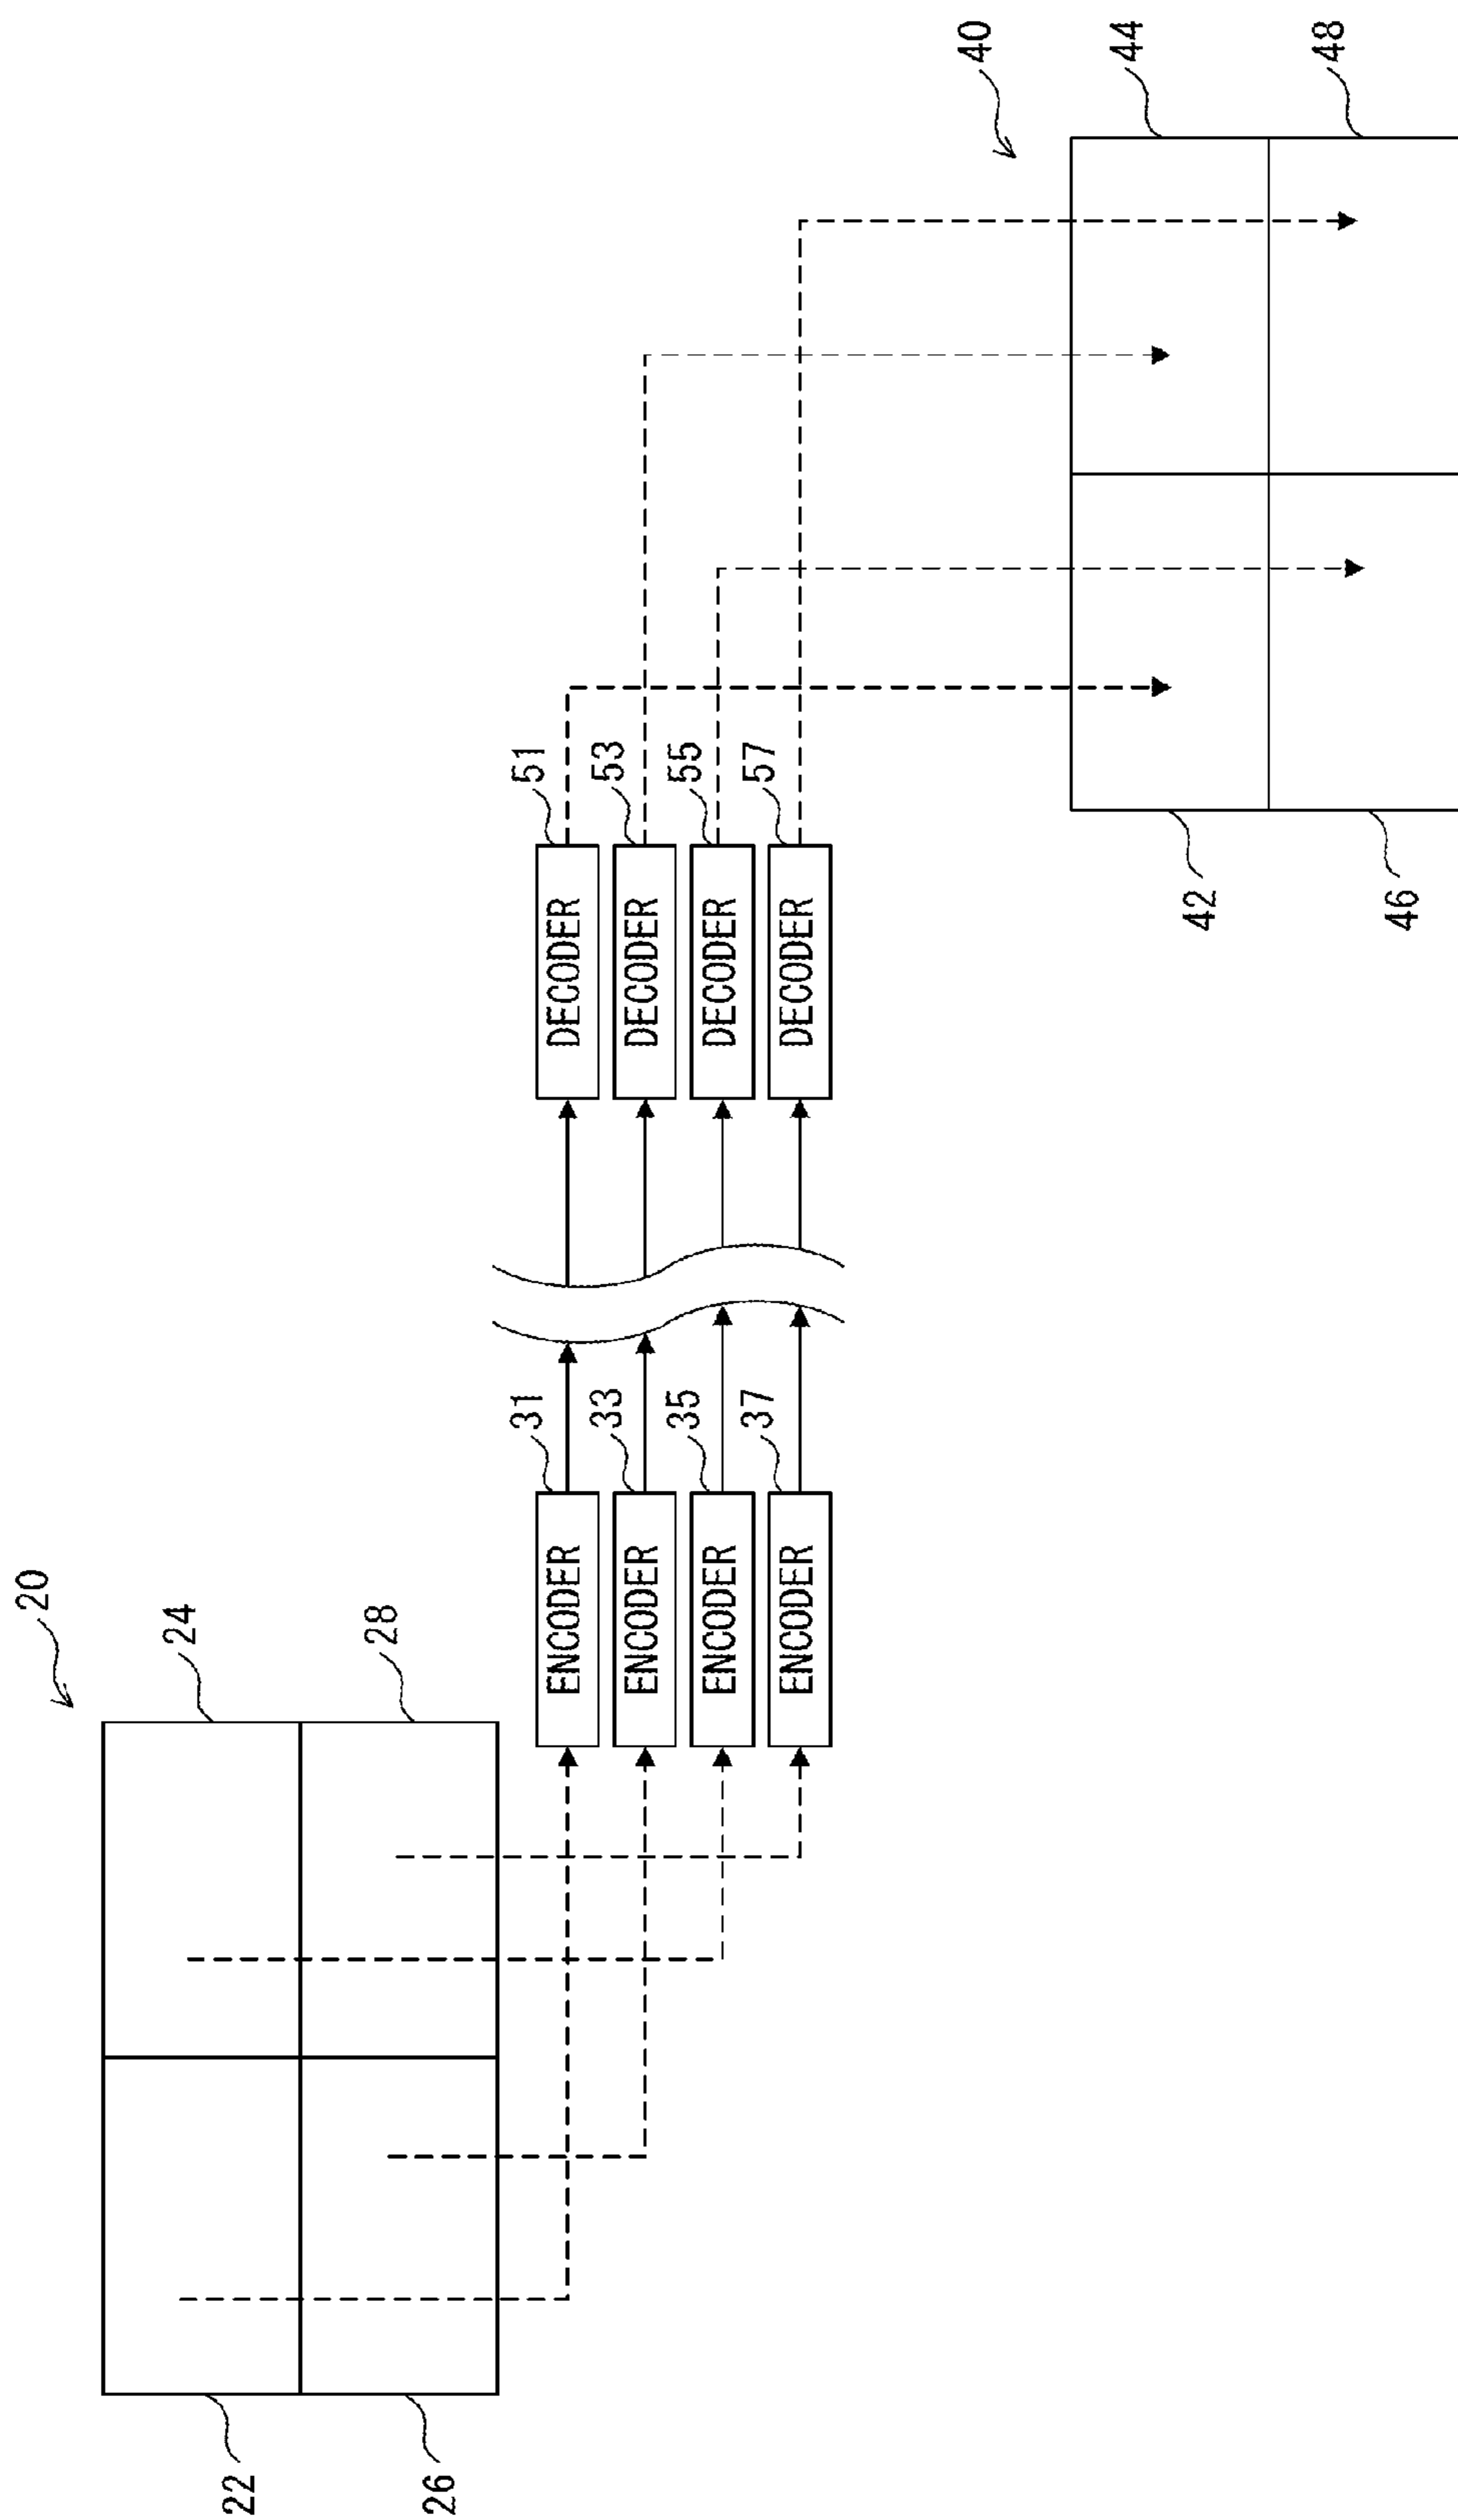 20
24
28
22
26
31
33
35
37
ENCODER
ENCODER
ENCODER
ENCODER
51
53
55
57
DECODER
DECODER
DECODER
DECODER
40
44
48
42
46